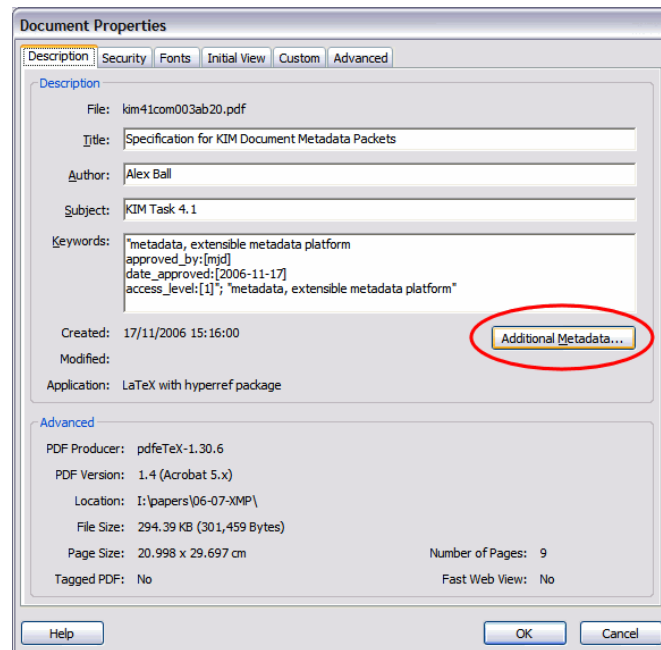 Document Properties
Description Security Fonts Initial View Custom Advanced
Description
File: kim41com003ab20.pdf
Title: Specification for KIM Document Metadata Packets
Author: Alex Ball
Subject: KIM Task 4.1
Keywords: "metadata, extensible metadata platform
approved_by:[mjd]
date_approved:[2006-11-17]
access_level:[1]"; "metadata, extensible metadata platform"
Created: 17/11/2006 15:16:00
Additional Metadata...
Modified:
Application: LaTeX with hyperref package
Advanced
PDF Producer: pdfeTeX-1.30.6
PDF Version: 1.4 (Acrobat 5.x)
Location: I:\papers\06-07-XMP\
File Size: 294.39 KB (301,459 Bytes)
Page Size: 20.998 x 29.697 cm Number of Pages: 9
Tagged PDF: No Fast Web View: No
Help OK Cancel